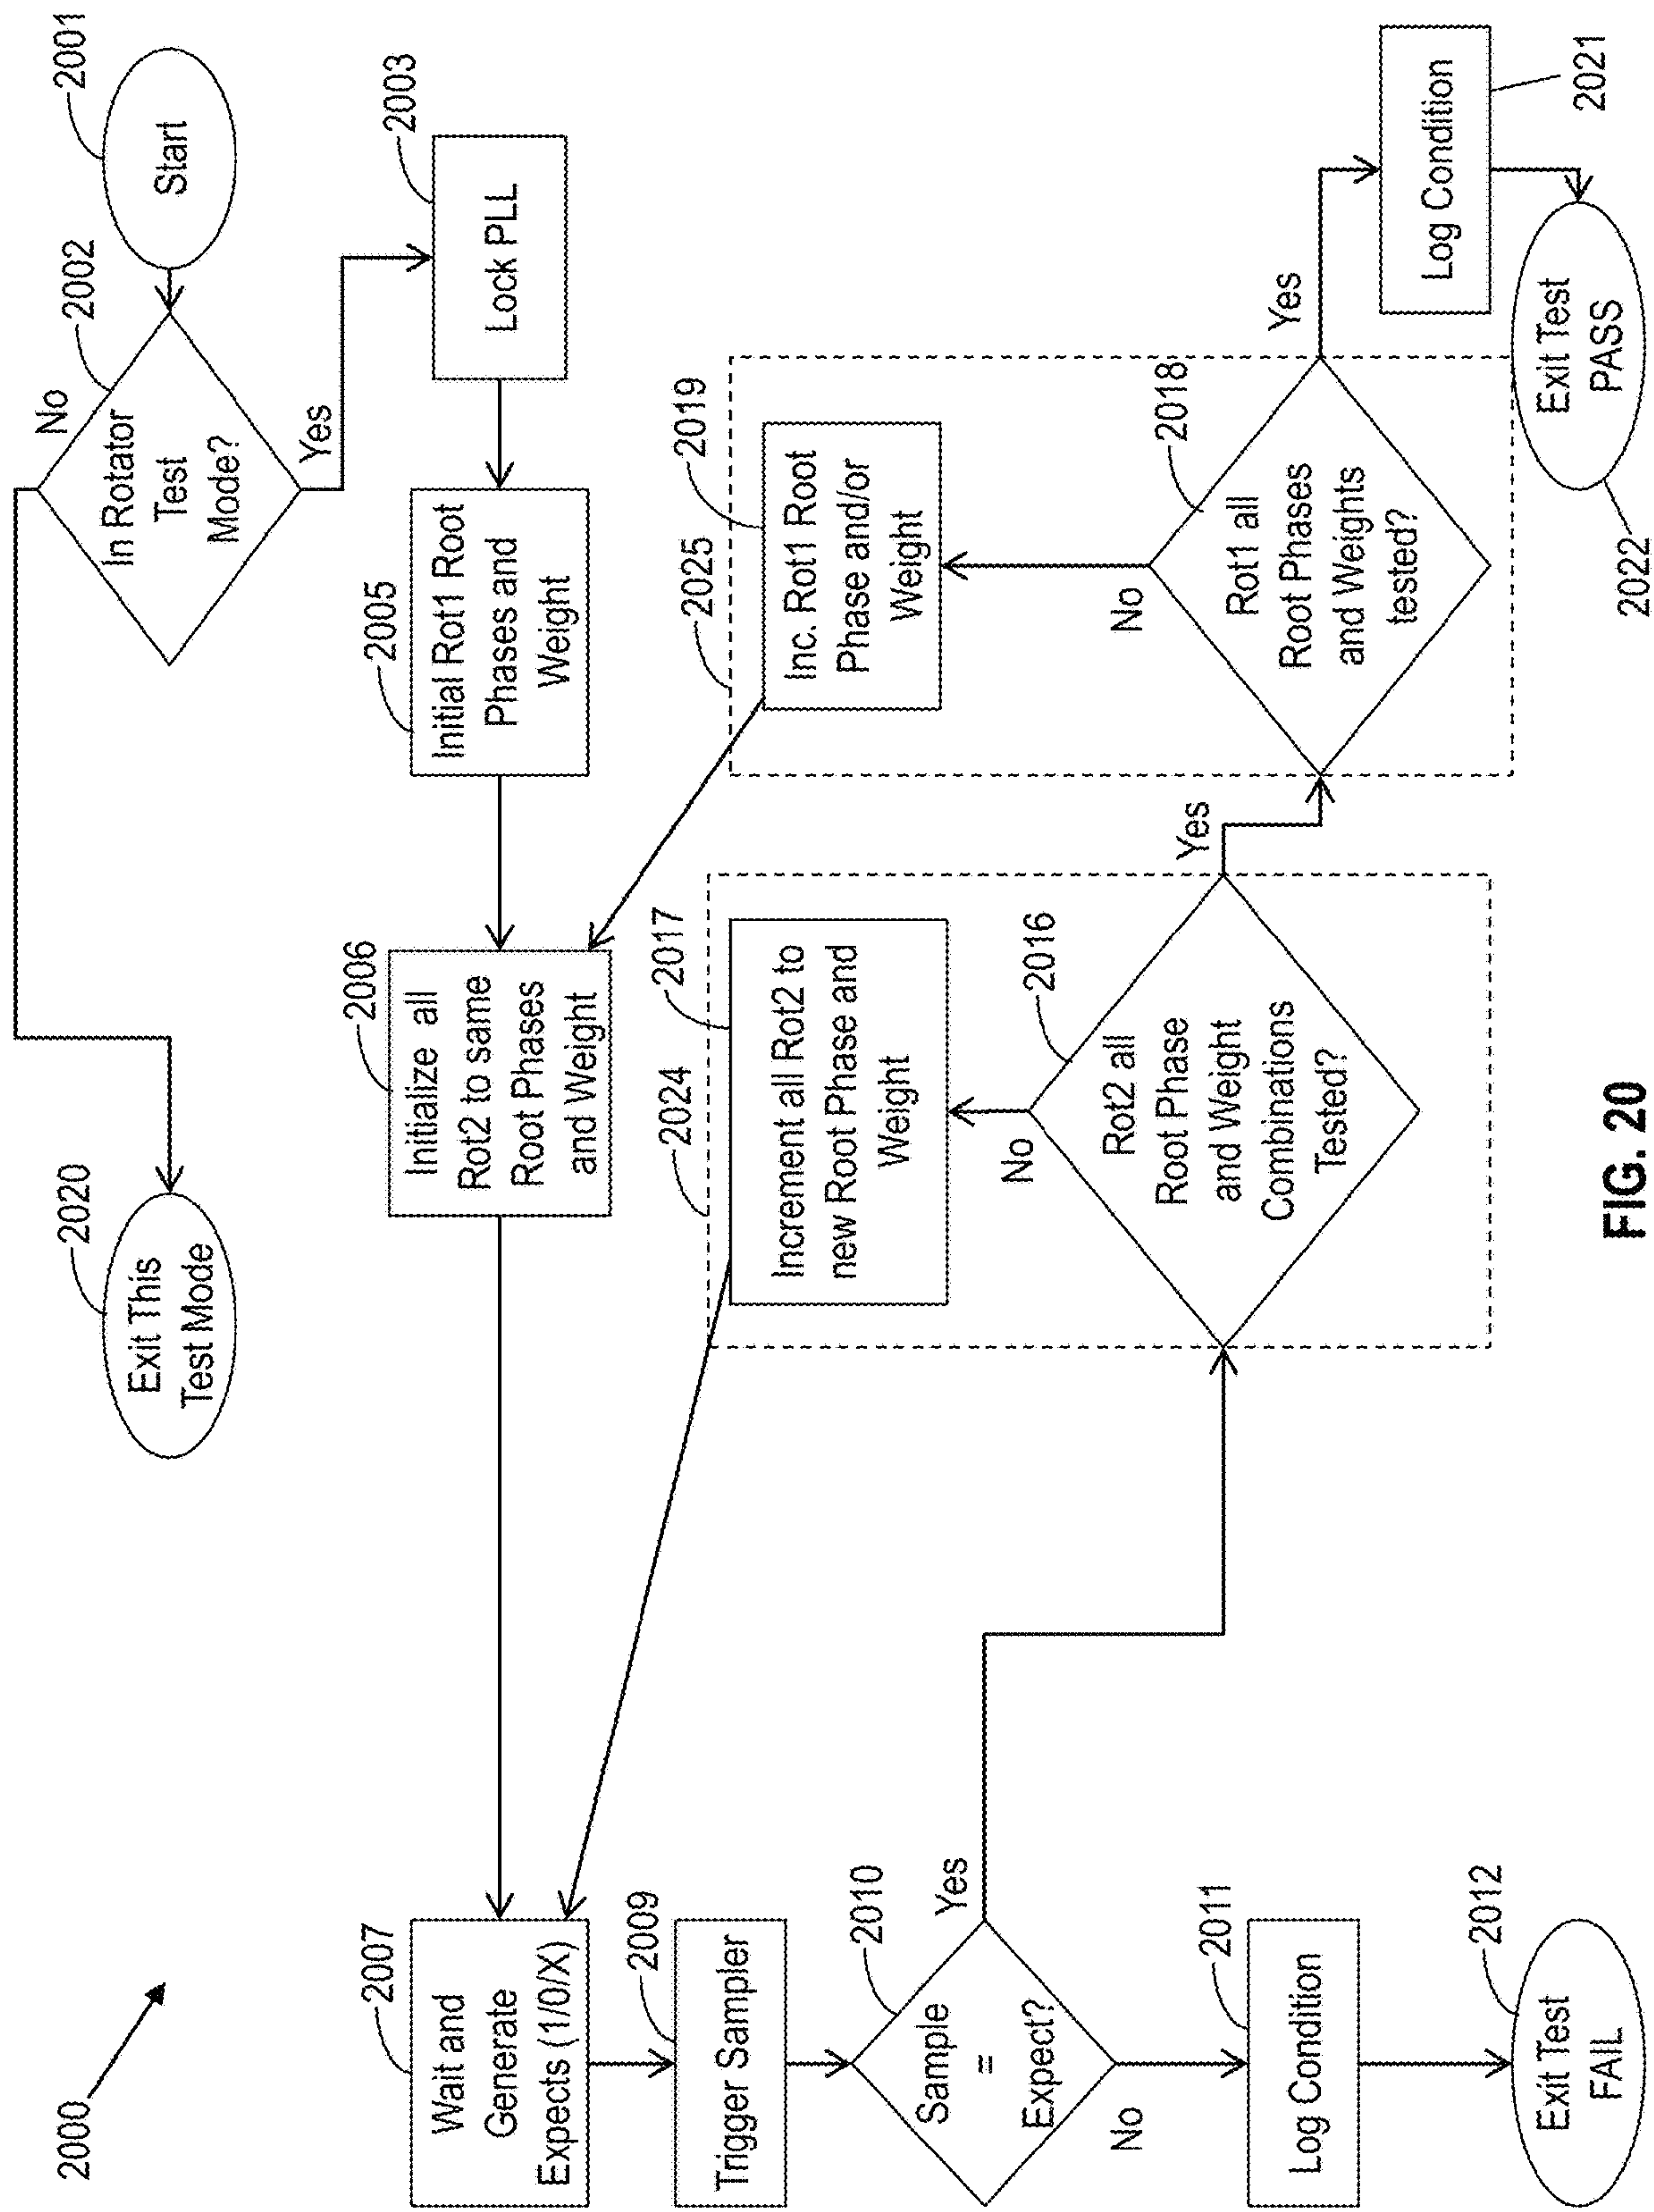 2000
2007
Wait and
Generate
Expects (1/0/X)
2009
Trigger Sampler
2010
Sample
=
Expect?
Yes
No
2011
Log Condition
2012
Exit Test
FAIL
2020
Exit This
Test Mode
2006
Initialize all
Rot2 to same
Root Phases
and Weight
2024
2017
Increment all Rot2 to
new Root Phase and
Weight
No
2016
Rot2 all
Root Phase
and Weight
Combinations
Tested?
Yes
2005
Initial Rot1 Root
Phases and
Weight
2025
2019
Inc. Rot1 Root
Phase and/or
Weight
No
2018
Rot1 all
Root Phases
and Weights
tested?
Yes
2001
Start
2002
No
In Rotator
Test
Mode?
Yes
2003
Lock PLL
Log Condition
2021
Exit Test
PASS
2022
FIG. 20